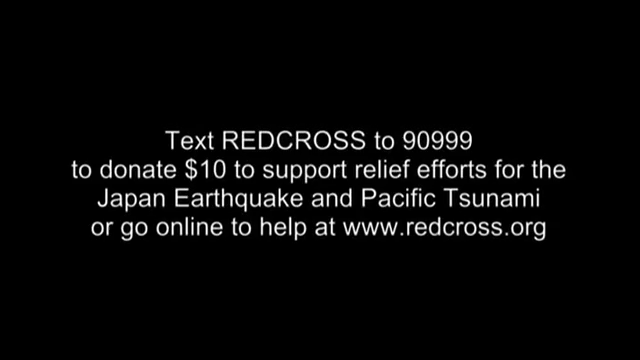 Text REDCROSS to 90999
to donate $10 to support relief efforts for the
Japan Earthquake and Pacific Tsunami
or go online to help at www.redcross.org